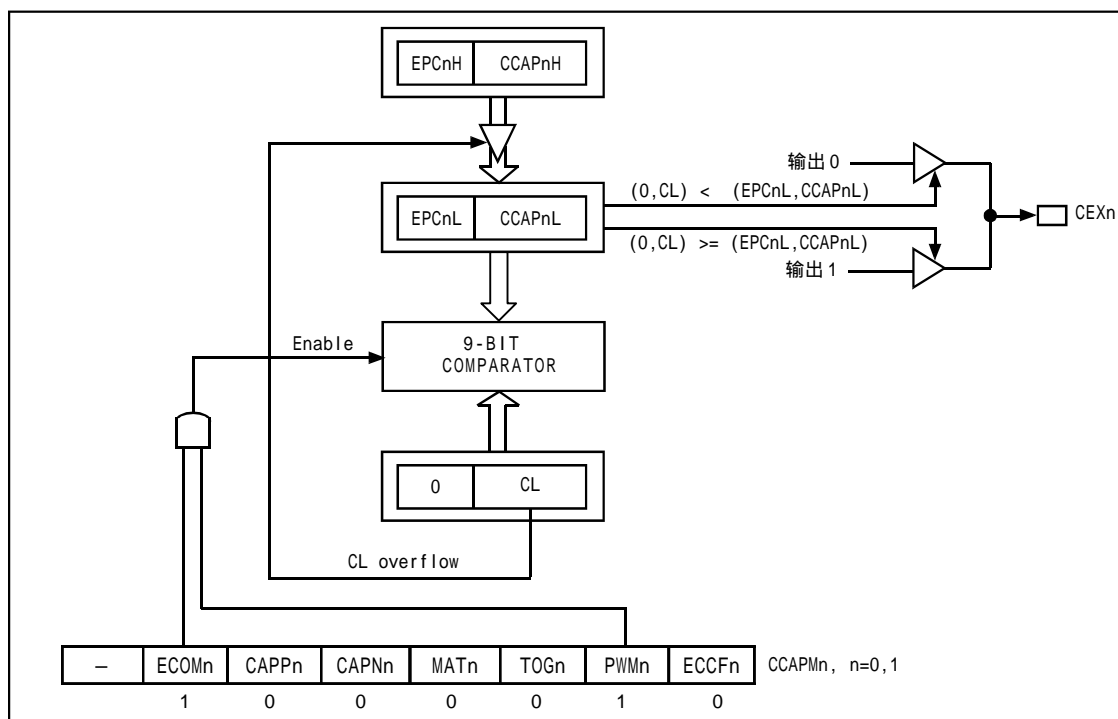 EPCnH CCAPnH
输出0
(0,CL) < (EPCnL,CCAPnL)
EPCnL CCAPnL
CEXn
(0,CL) >= (EPCnL,CCAPnL)
输出1
Enable
9-BIT
COMPARATOR
0 CL
CL overflow
— ECOMn CAPPn CAPNn MATn TOGn PWMn ECCFn CCAPMn, n=0,1
1 0 0 0 0 1 0